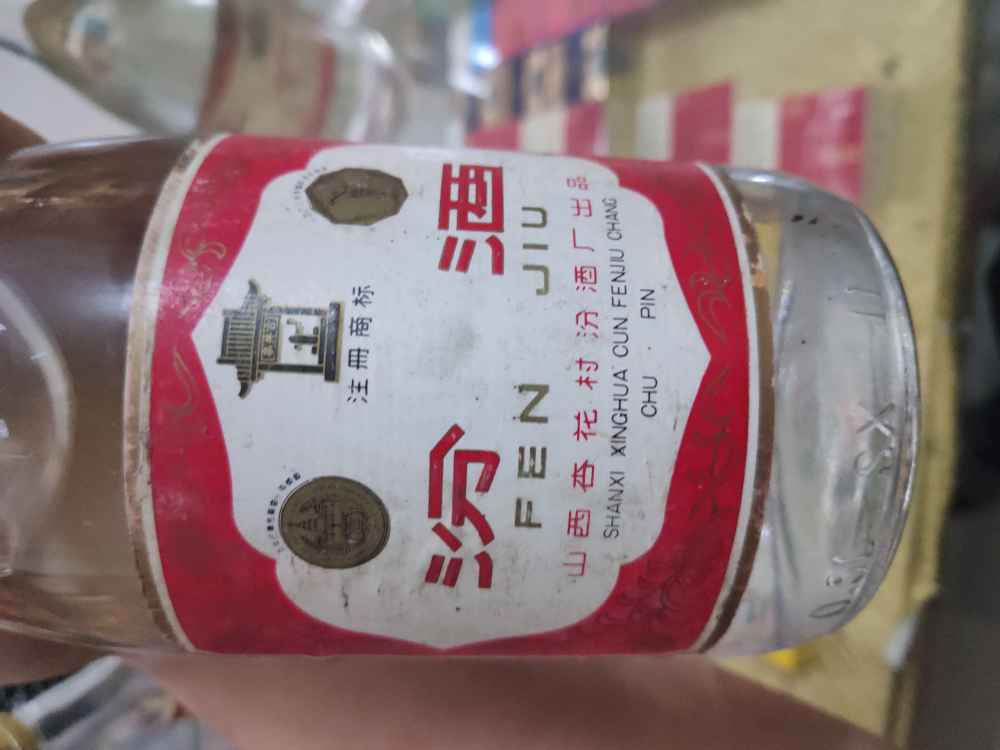 注册商标
汾酒
FEN JIU
山西杏花村汾酒厂出品
SHANXI XINGHUA CUN FENJIU CHANG
CHU PIN